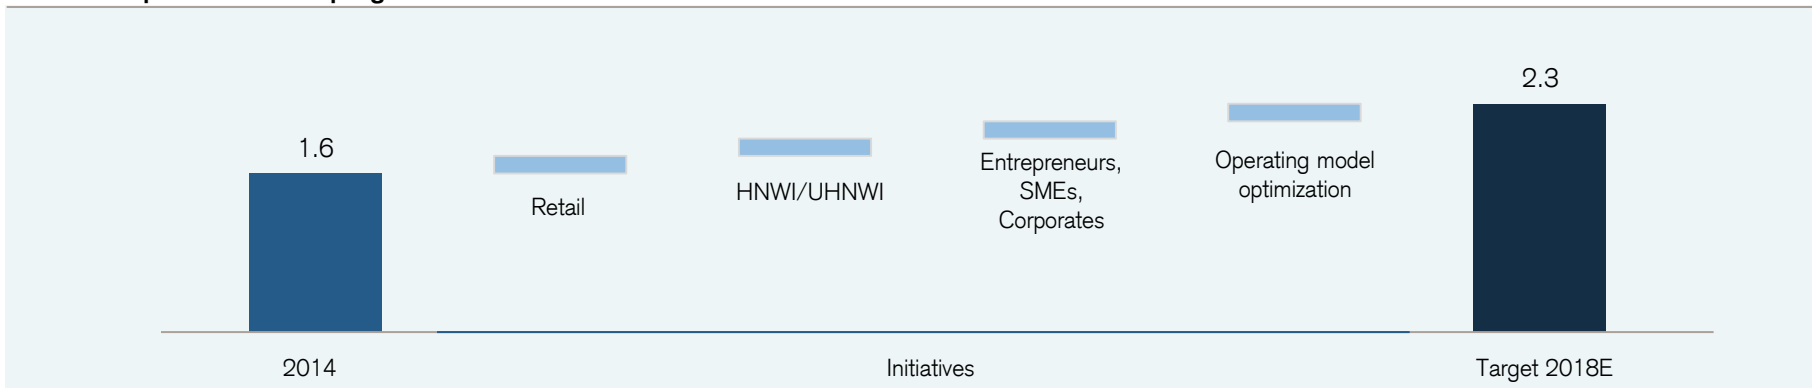 2.3
1.6
Retail
HNWI/UHNWI
Entrepreneurs,
SMEs,
Corporates
Operating model
optimization
2014
Initiatives
Target 2018E